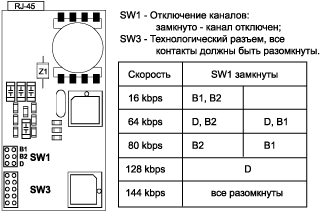 RJ-45
SW1 - Отключение каналов:
замкнуто - канал отключен;
SW3 - Технологический разъем, все
контакты должны быть разомкнуты.
Z1
B1
B2
D
SW1
SW3
Скорость SW1 замкнуты
16 kbps B1, B2
64 kbps D, B2 D, B1
80 kbps B2 B1
128 kbps D
144 kbps все разомкнуты